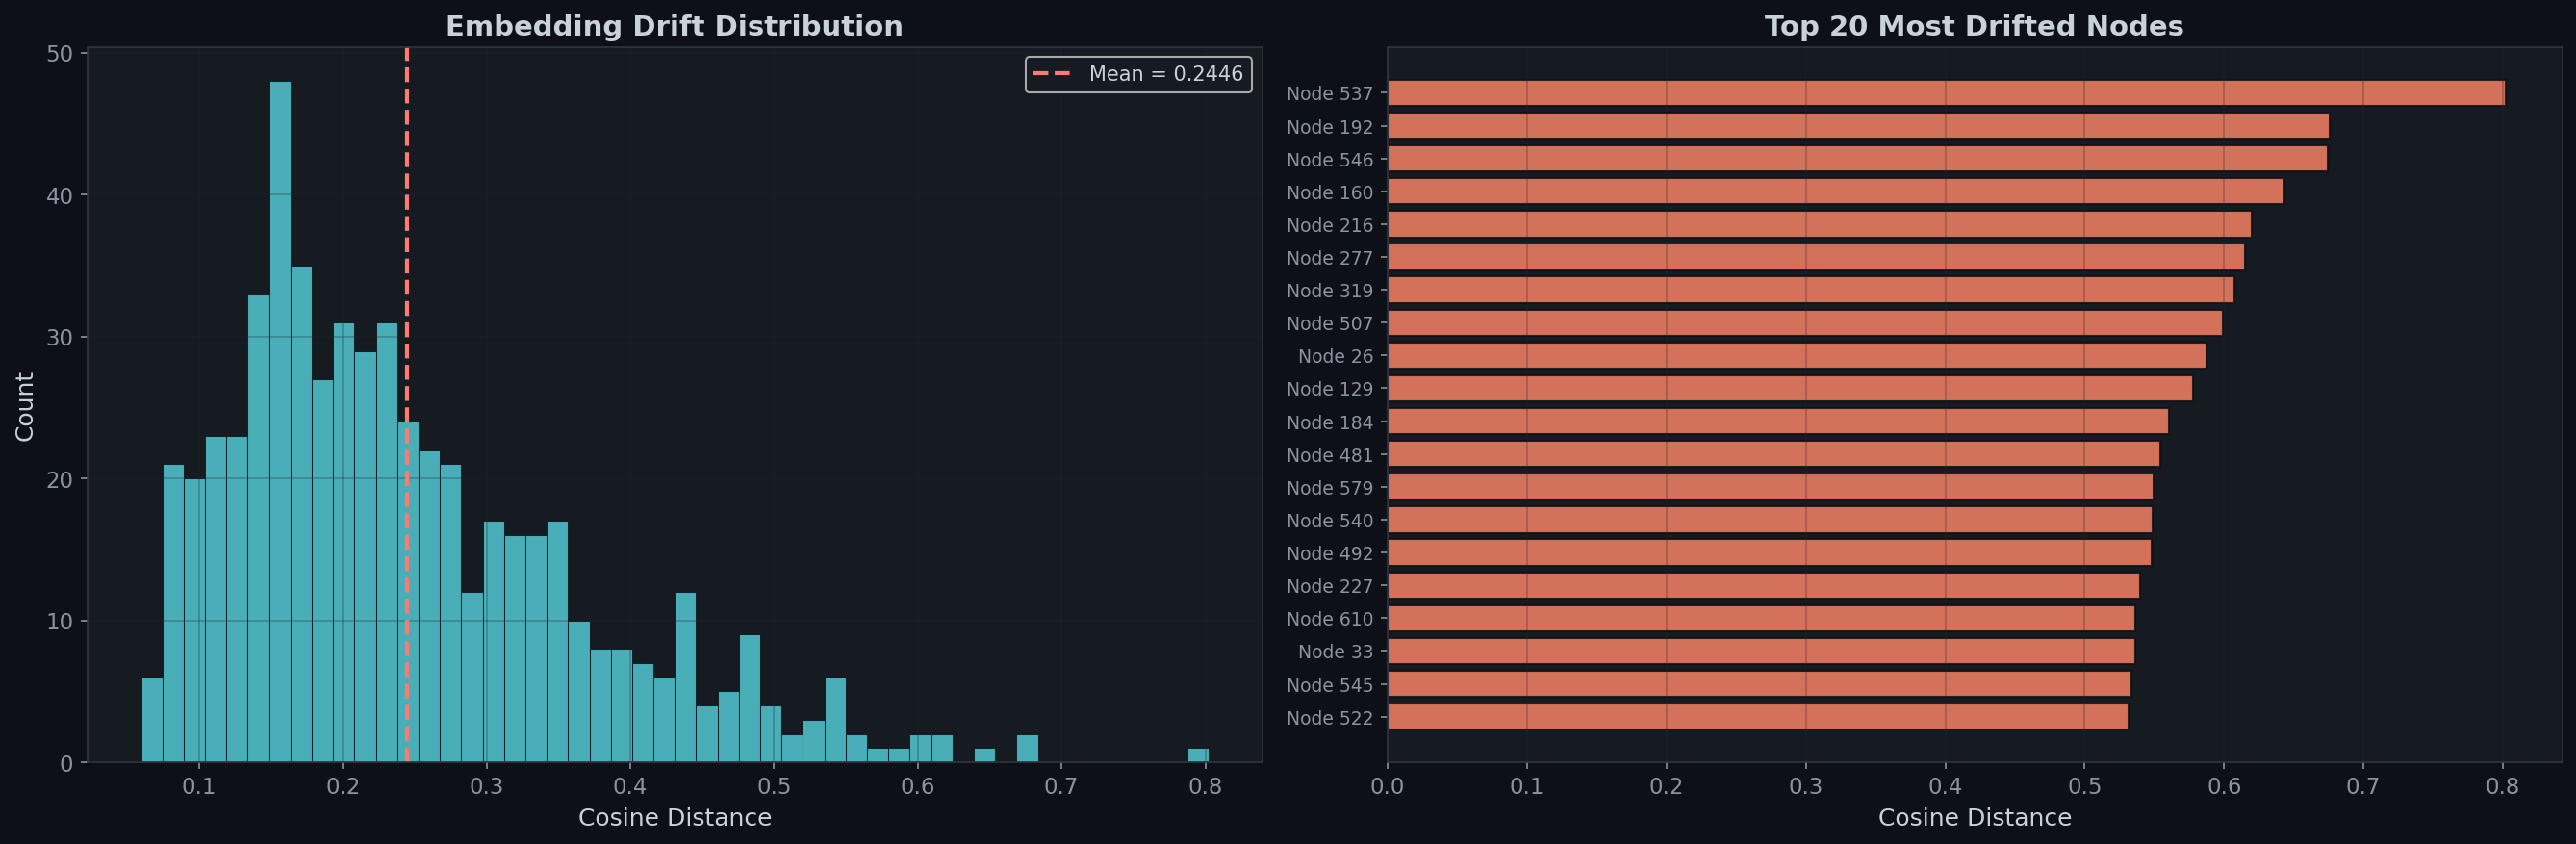 Embedding Drift Distribution
Mean = 0.2446
50
40
30
20
10
0
Count
0.1 0.2 0.3 0.4 0.5 0.6 0.7 0.8
Cosine Distance
Top 20 Most Drifted Nodes
Node 537
Node 192
Node 546
Node 160
Node 216
Node 277
Node 319
Node 507
Node 26
Node 129
Node 184
Node 481
Node 579
Node 540
Node 492
Node 227
Node 610
Node 33
Node 545
Node 522
0.0 0.1 0.2 0.3 0.4 0.5 0.6 0.7 0.8
Cosine Distance